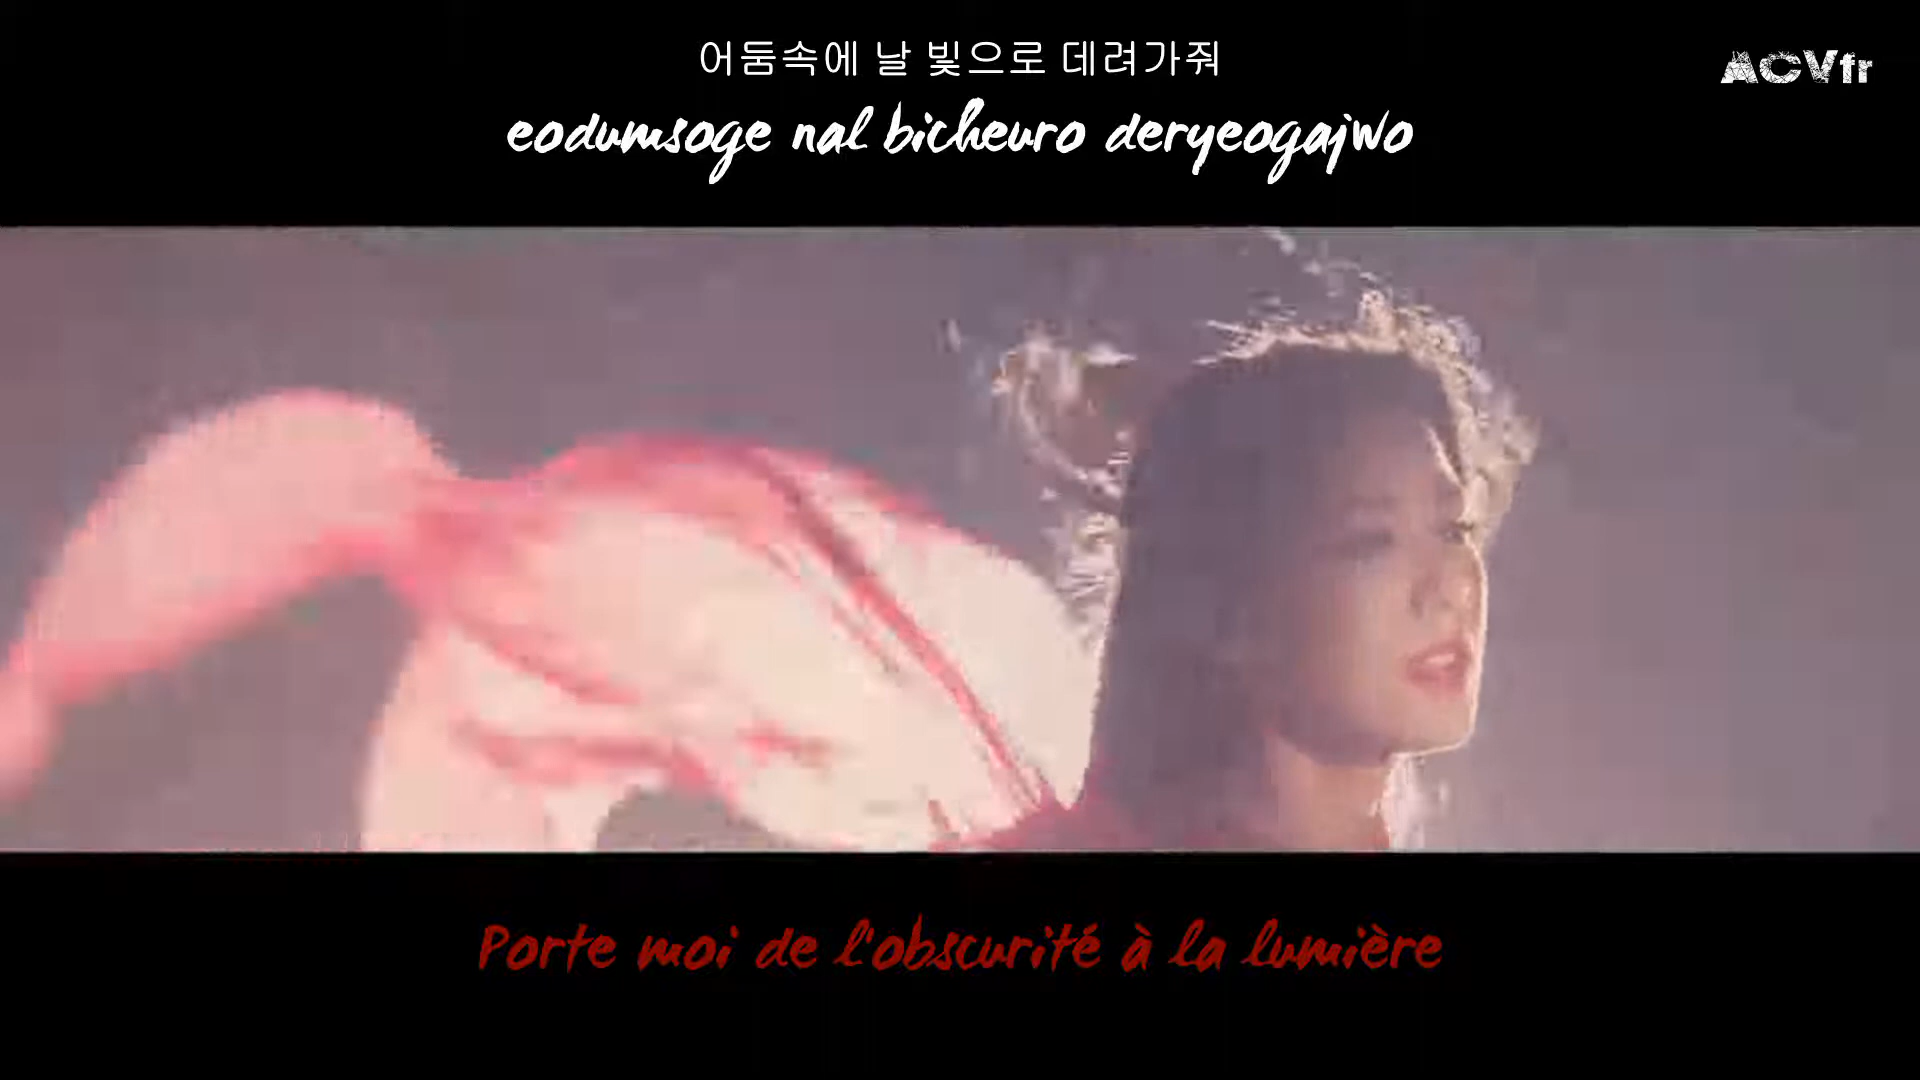 어둠속에 날 빛으로 데려가줘
ACVfr
eodumsoge nal bicheuro deryeogajwo
Porte moi de l'obscurité à la lumière